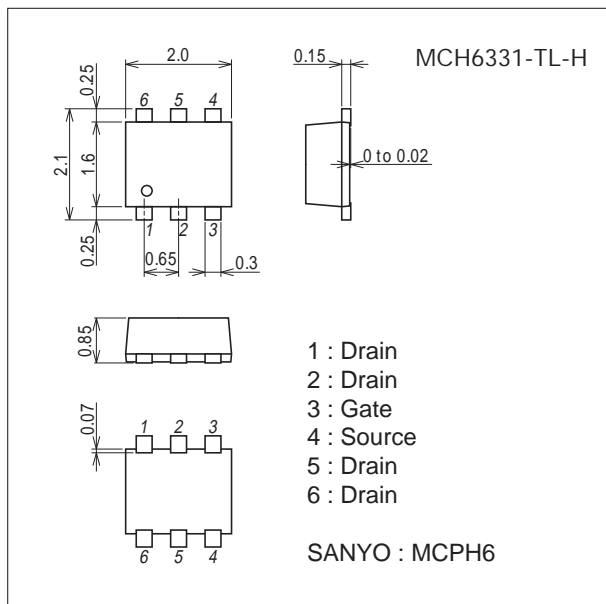 MCH6331-TL-H
2.0
0.15
0.25
6 5 4
2.1
1.6
0 to 0.02
0.25
1 2 3
0.65
0.3
0.85
1 : Drain
2 : Drain
3 : Gate
4 : Source
5 : Drain
6 : Drain
0.07
1 2 3
6 5 4
SANYO : MCPH6